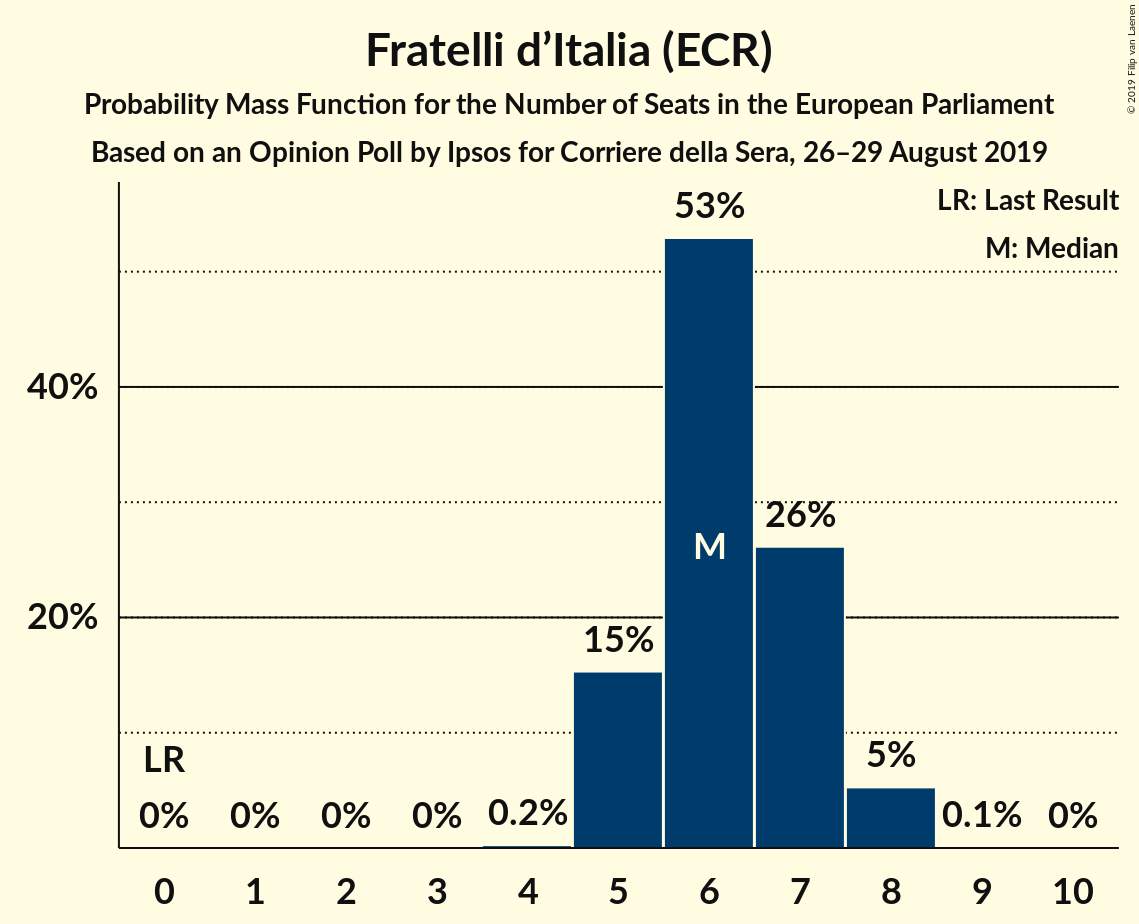 Fratelli d’Italia (ECR)
Probability Mass Function for the Number of Seats in the European Parliament
Based on an Opinion Poll by Ipsos for Corriere della Sera, 26–29 August 2019
© 2019 Filip van Laenen
LR: Last Result
M: Median
53%
40%
M
26%
20%
15%
LR
5%
0% 0% 0% 0% 0.2% 0.1% 0%
0 1 2 3 4 5 6 7 8 9 10